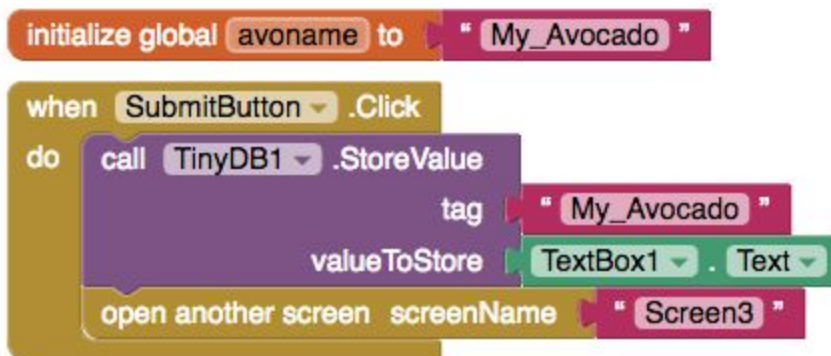 initialize global avoname to " My_Avocado "
when SubmitButton .Click
do call TinyDB1 .StoreValue
tag " My_Avocado "
valueToStore TextBox1 . Text
open another screen screenName " Screen3 "